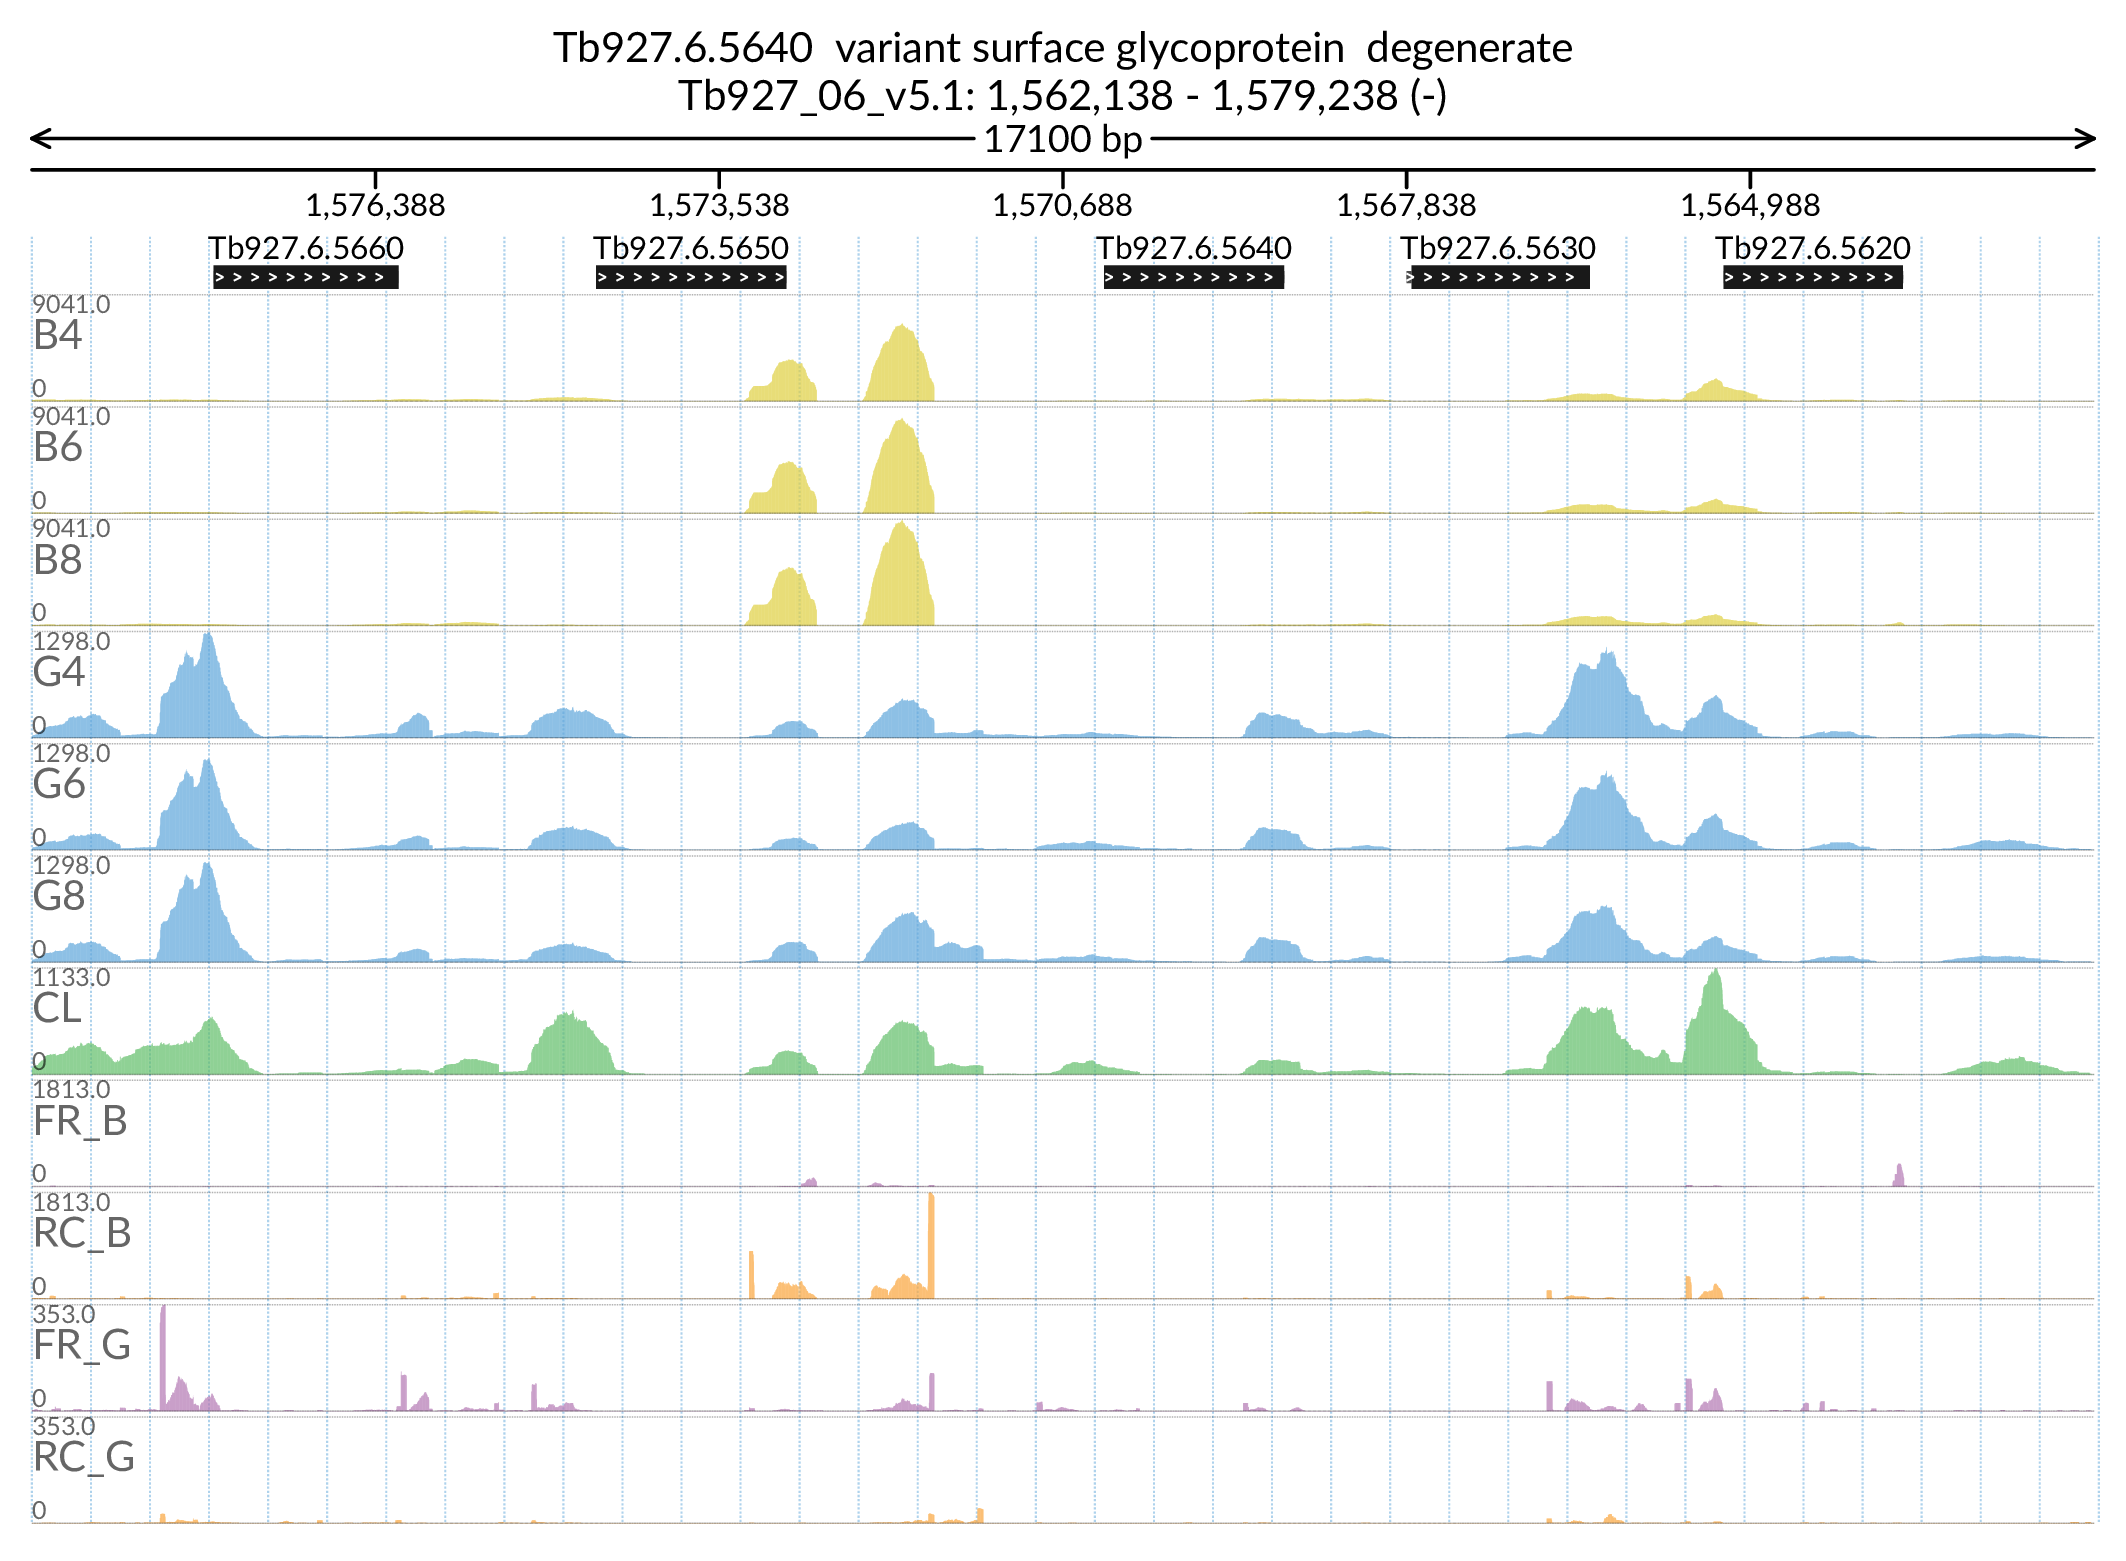 Tb927.6.5640  variant surface glycoprotein  degenerate
Tb927_06_v5.1: 1,562,138 - 1,579,238 (-)
17100 bp
1,576,388 1,573,538 1,570,688 1,567,838 1,564,988
Tb927.6.5660 Tb927.6.5650 Tb927.6.5640 Tb927.6.5630 Tb927.6.5620
9041.0
B4
0
9041.0
B6
0
9041.0
B8
0
1298.0
G4
0
1298.0
G6
0
1298.0
G8
0
1133.0
CL
0
1813.0
FR_B
0
1813.0
RC_B
0
353.0
FR_G
0
353.0
RC_G
0